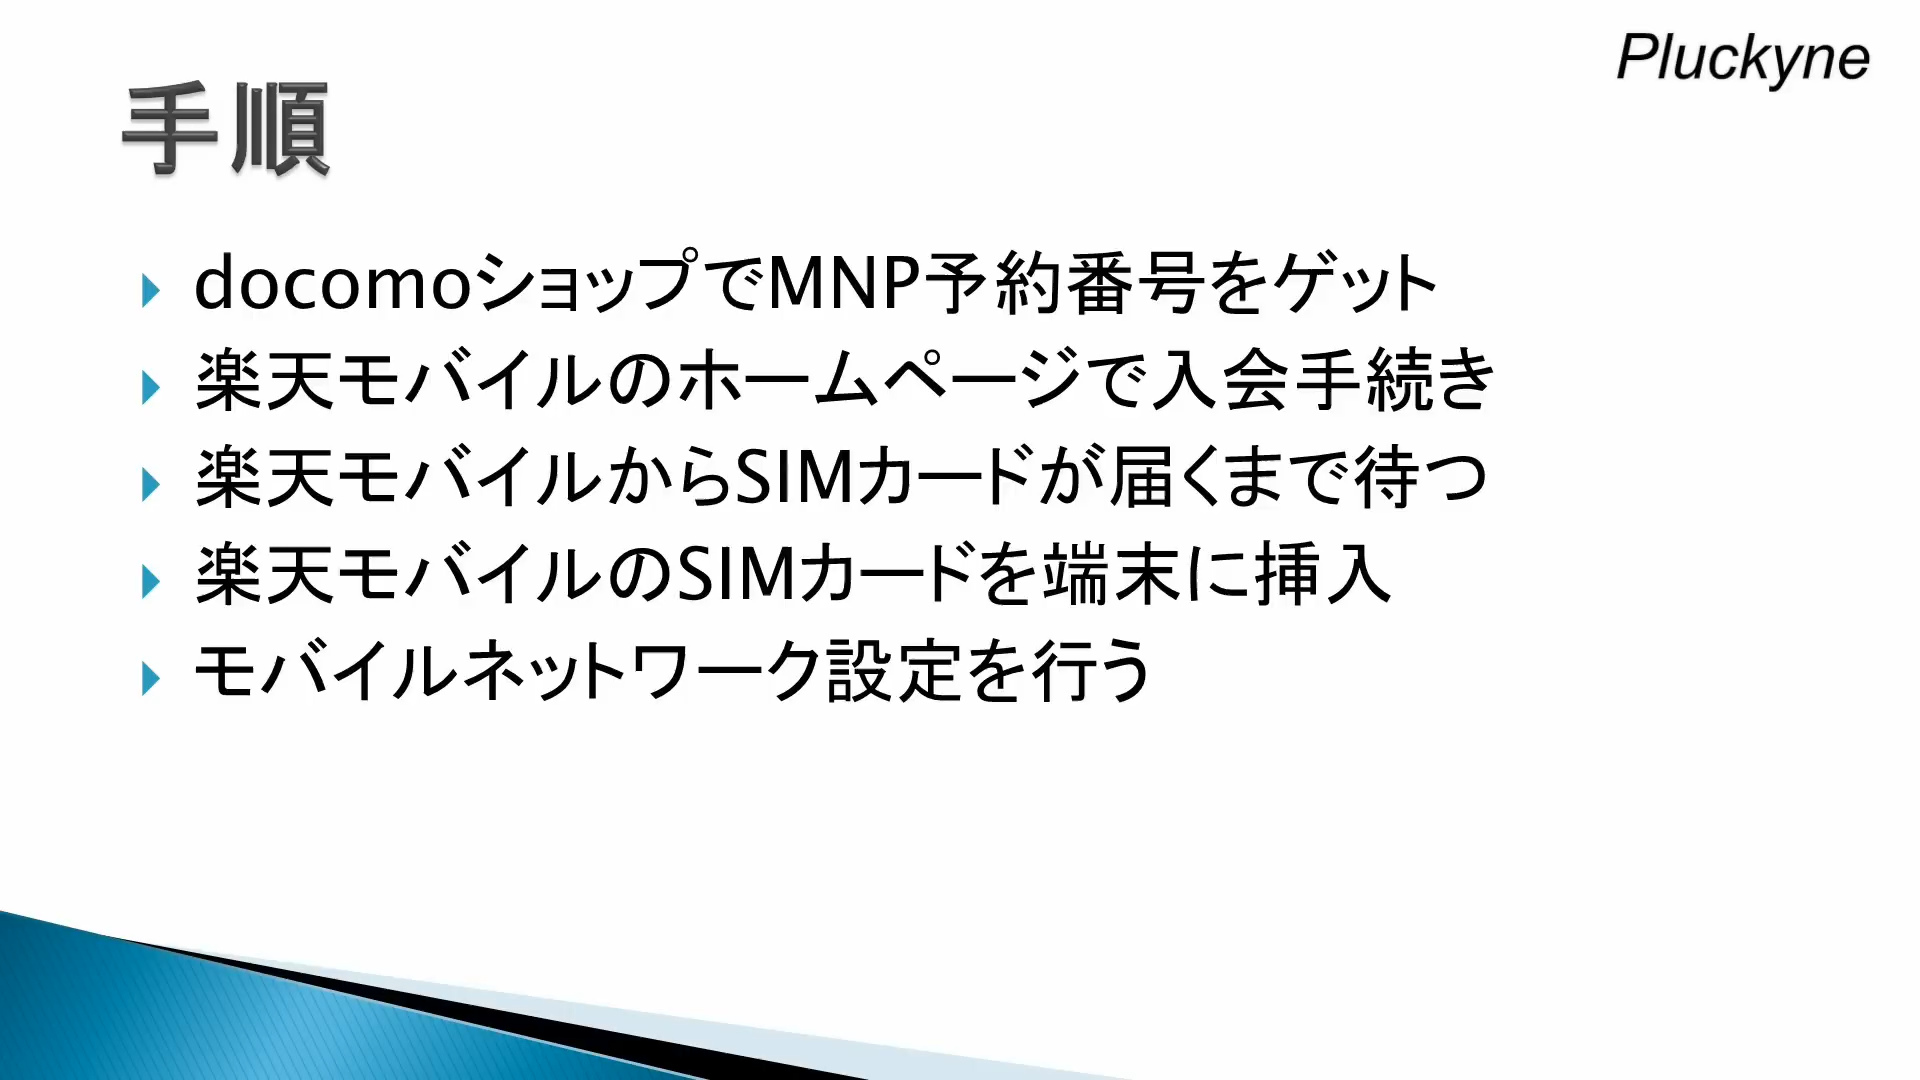 Pluckyne
手順
docomoショップでMNP予約番号をゲット
楽天モバイルのホームページで入会手続き
楽天モバイルからSIMカードが届くまで待つ
楽天モバイルのSIMカードを端末に挿入
モバイルネットワーク設定を行う